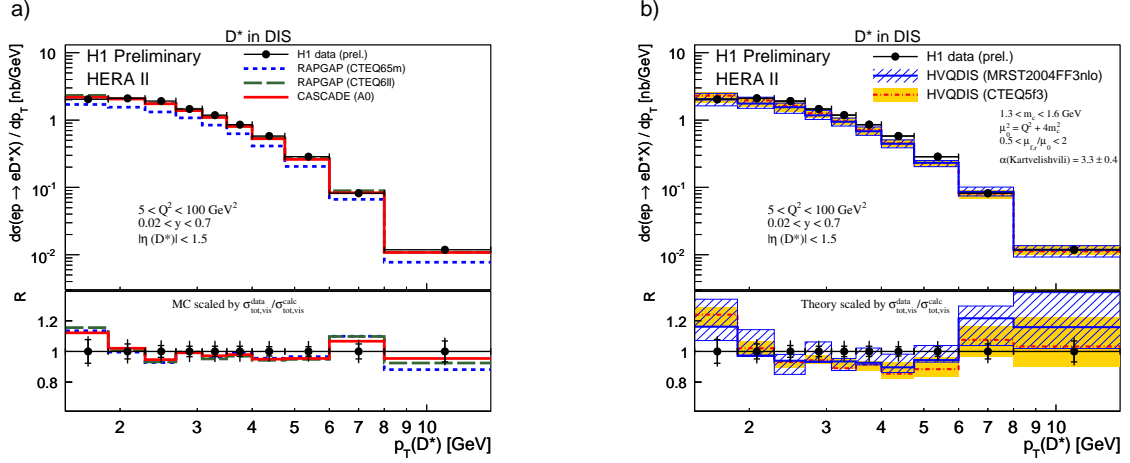 a)
D* in DIS
H1 Preliminary
HERA II
H1 data (prel.)
RAPGAP (CTEQ65m)
RAPGAP (CTEQ6ll)
CASCADE (A0)
dσ(ep → eD*X) / dp_T [nb/GeV]
10
1
10^-1
10^-2
5 < Q^2 < 100 GeV^2
0.02 < y < 0.7
|η (D*)| < 1.5
R
MC scaled by σ^data_tot,vis/σ^calc_tot,vis
1.2
1
0.8
2 3 4 5 6 7 8 9 10
p_T(D*) [GeV]
b)
D* in DIS
H1 Preliminary
HERA II
H1 data (prel.)
HVQDIS (MRST2004FF3nlo)
HVQDIS (CTEQ5f3)
1.3 < m_c < 1.6 GeV
μ_0^2 = Q^2 + 4m_c^2
0.5 < μ_f,r/μ_0 < 2
α(Kartvelishvili) = 3.3 ± 0.4
dσ(ep → eD*X) / dp_T [nb/GeV]
10
1
10^-1
10^-2
5 < Q^2 < 100 GeV^2
0.02 < y < 0.7
|η (D*)| < 1.5
R
Theory scaled by σ^data_tot,vis/σ^calc_tot,vis
1.2
1
0.8
2 3 4 5 6 7 8 9 10
p_T(D*) [GeV]